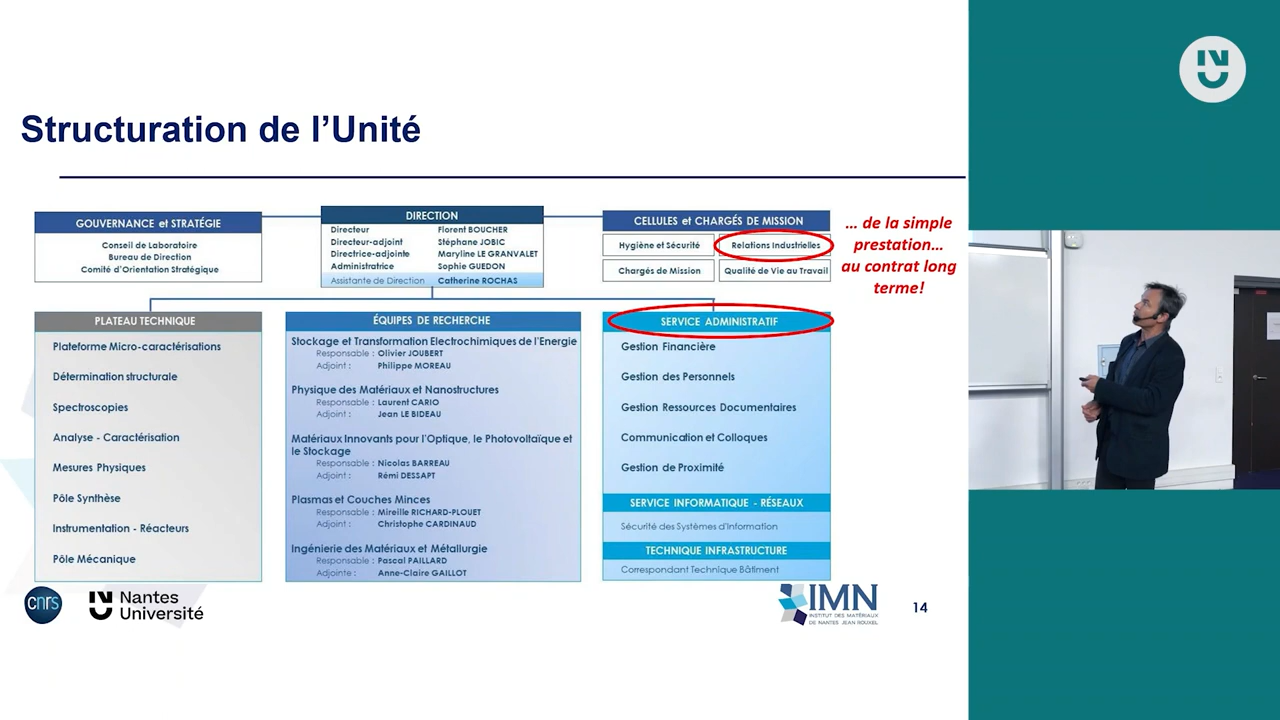 Structuration de l'Unité
GOUVERNANCE et STRATÉGIE
Conseil de Laboratoire
Bureau de Direction
Comité d'Orientation Stratégique
DIRECTION
Directeur Florent BOUCHER
Directeur-adjoint Stéphane JOBIC
Directrice-adjointe Maryline LE GRANVALET
Administratrice Sophie GUEDON
Assistante de Direction Catherine ROCHAS
CELLULES et CHARGÉS DE MISSION
Hygiène et Sécurité
Relations Industrielles
Chargés de Mission
Qualité de Vie au Travail
... de la simple
prestation...
au contrat long
terme!
PLATEAU TECHNIQUE
Plateforme Micro-caractérisations
Détermination structurale
Spectroscopies
Analyse - Caractérisation
Mesures Physiques
Pôle Synthèse
Instrumentation - Réacteurs
Pôle Mécanique
ÉQUIPES DE RECHERCHE
Stockage et Transformation Electrochimiques de l'Energie
Responsable : Olivier JOUBERT
Adjoint : Philippe MOREAU
Physique des Matériaux et Nanostructures
Responsable : Laurent CARIO
Adjoint : Jean LE BIDEAU
Matériaux Innovants pour l'Optique, le Photovoltaïque et
le Stockage
Responsable : Nicolas BARREAU
Adjoint : Rémi DESSAPT
Plasmas et Couches Minces
Responsable : Mireille RICHARD-PLOUET
Adjoint : Christophe CARDINAUD
Ingénierie des Matériaux et Métallurgie
Responsable : Pascal PAILLARD
Adjointe : Anne-Claire GAILLOT
SERVICE ADMINISTRATIF
Gestion Financière
Gestion des Personnels
Gestion Ressources Documentaires
Communication et Colloques
Gestion de Proximité
SERVICE INFORMATIQUE - RÉSEAUX
Sécurité des Systèmes d'Information
TECHNIQUE INFRASTRUCTURE
Correspondant Technique Bâtiment
cnrs
Nantes
Université
IMN
INSTITUT DES MATÉRIAUX
DE NANTES JEAN ROUXEL
14